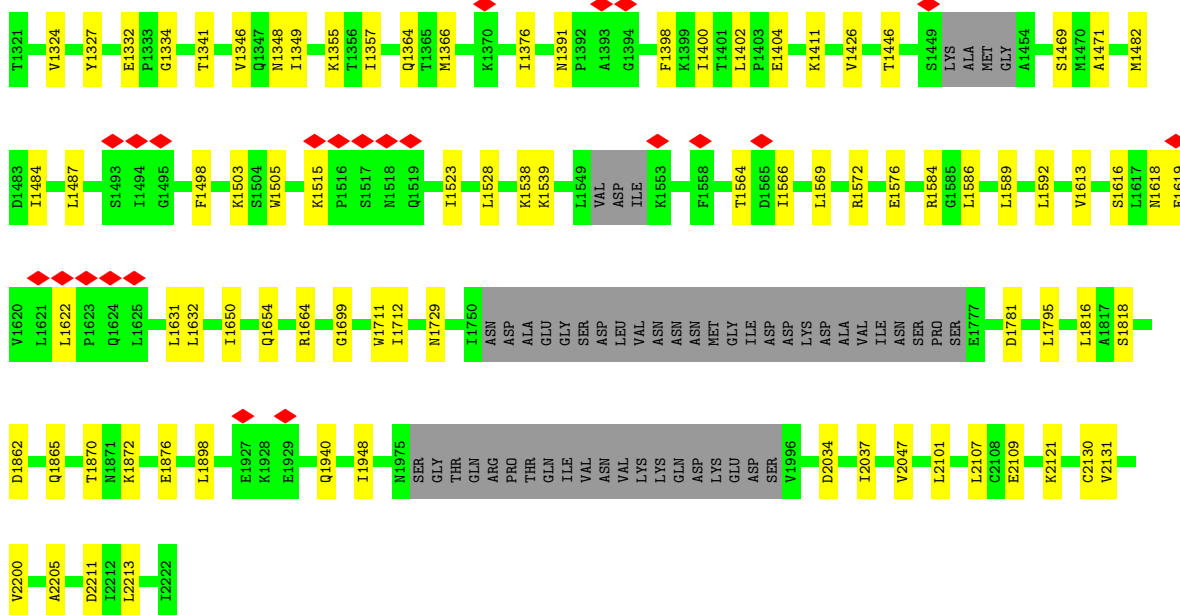 T1321 V1324 Y1327 E1332 P1333 G1334 T1341 V1346 Q1347 N1348 I1349 K1355 T1356 I1357 Q1364 T1365 M1366 K1370 I1376 N1391 P1392 A1393 G1394 F1398 K1399 I1400 T1401 L1402 P1403 E1404 K1411 V1426 T1446 S1449 LYS ALA MET GLY A1454 S1469 M1470 A1471 M1482
D1483 I1484 L1487 S1493 I1494 G1495 F1498 K1503 S1504 W1505 K1515 P1516 S1517 N1518 Q1519 I1523 L1528 K1538 K1539 L1549 VAL ASP ILE K1553 F1558 T1564 D1565 I1566 L1569 R1572 E1576 R1584 G1585 L1586 L1589 L1592 V1613 S1616 L1617 N1618 E1619
V1620 L1621 L1622 P1623 Q1624 L1625 L1631 L1632 I1650 Q1654 R1664 G1699 W1711 I1712 N1729 I1750 ASN ASP ALA GLU GLY SER ASP LEU VAL ASN ASN ASN MET GLY ILE ASP ASP LYS ASP ALA VAL ILE ASN SER PRO SER E1777 D1781 L1795 L1816 A1817 S1818
D1862 Q1865 T1870 N1871 K1872 E1876 L1898 E1927 K1928 E1929 Q1940 I1948 N1975 SER GLY THR GLN ARG PRO THR GLN ILE VAL ASN VAL LYS LYS GLN ASP LYS GLU ASP SER V1996 D2034 I2037 V2047 L2101 L2107 C2108 E2109 K2121 C2130 V2131
V2200 A2205 D2211 I2212 L2213 I2222